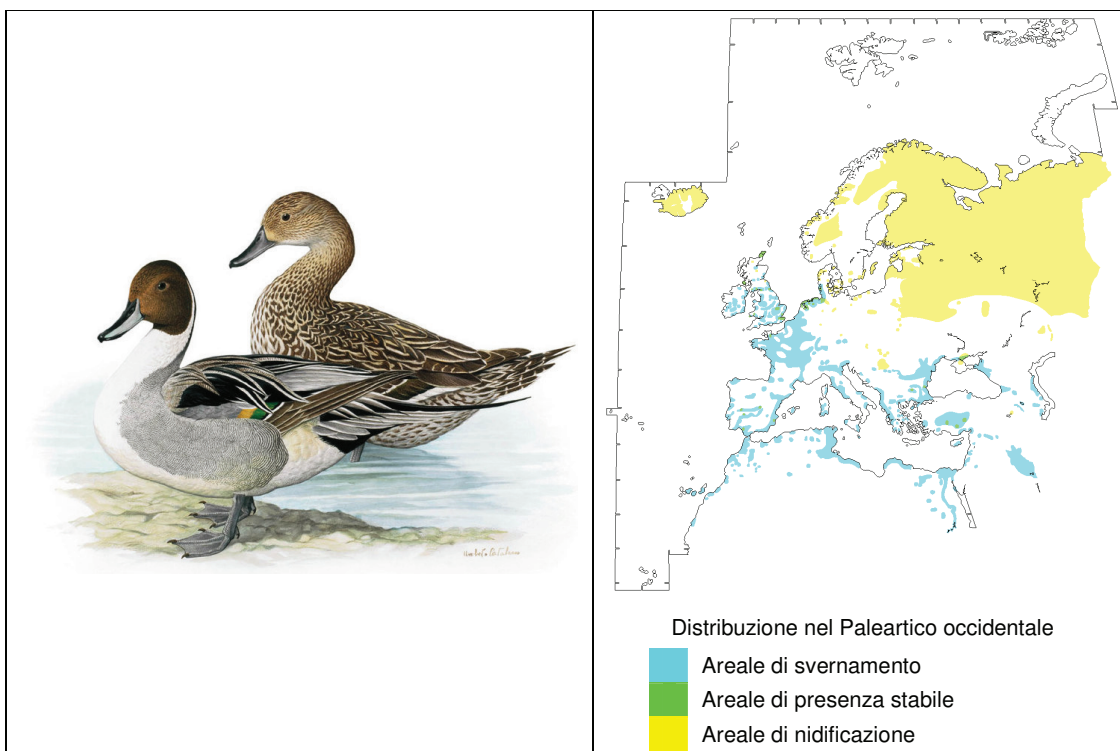 Distribuzione nel Paleartico occidentale
Areale di svernamento
Areale di presenza stabile
Areale di nidificazione